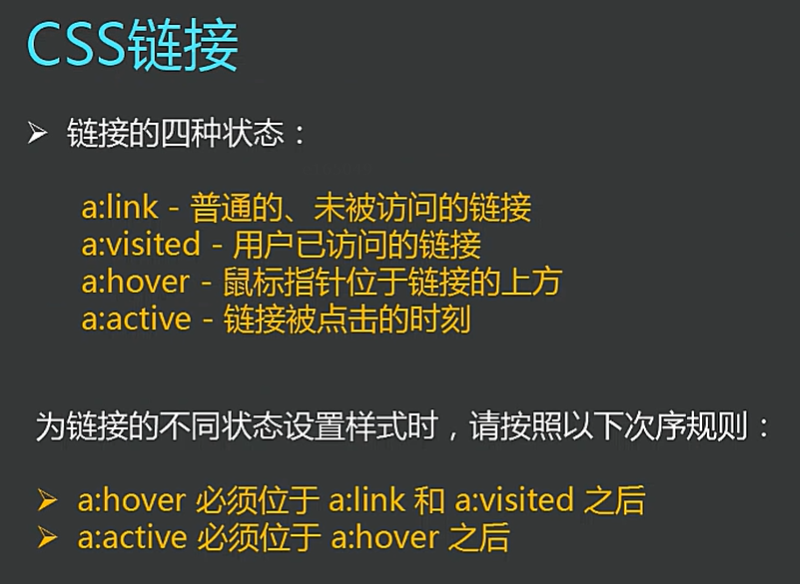 CSS链接
➢ 链接的四种状态：
a:link - 普通的、未被访问的链接
a:visited - 用户已访问的链接
a:hover - 鼠标指针位于链接的上方
a:active - 链接被点击的时刻
为链接的不同状态设置样式时，请按照以下次序规则：
➢ a:hover 必须位于 a:link 和 a:visited 之后
➢ a:active 必须位于 a:hover 之后